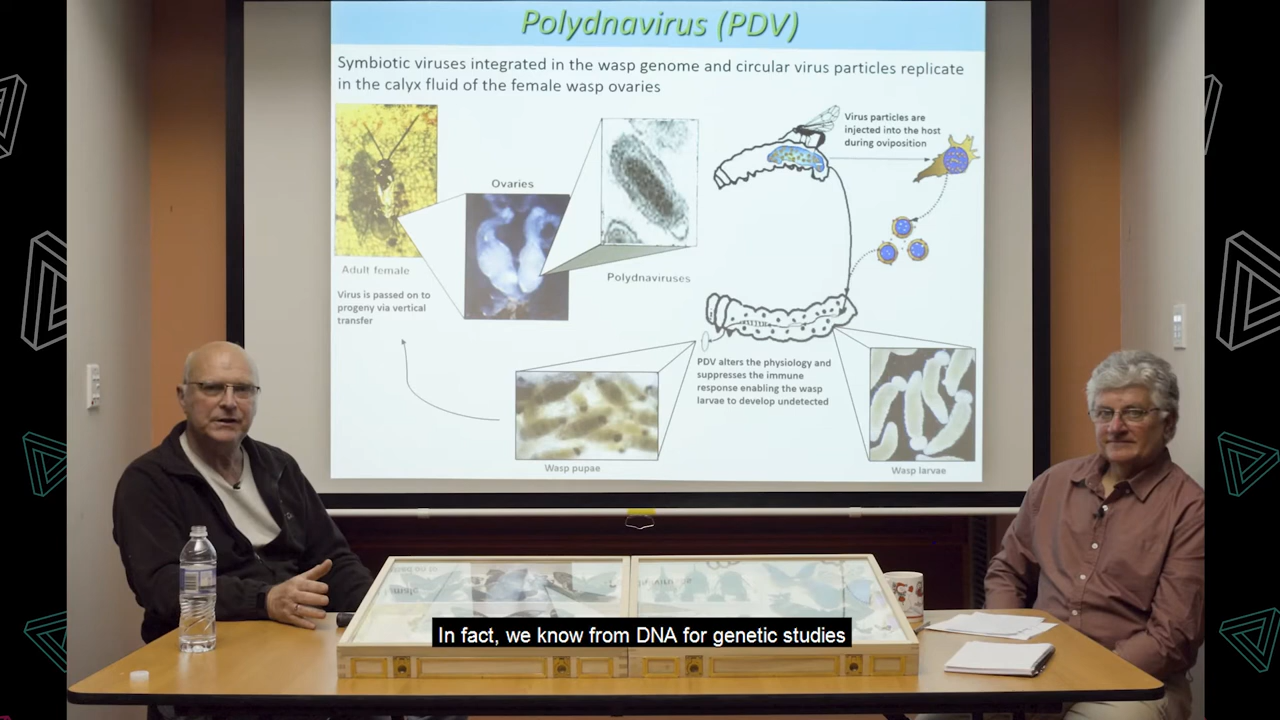 Polydnavirus (PDV)
Symbiotic viruses integrated in the wasp genome and circular virus particles replicate
in the calyx fluid of the female wasp ovaries
Virus particles are
injected into the host
during oviposition
Ovaries
Adult female
Polydnaviruses
Virus is passed on to
progeny via vertical
transfer
PDV alters the physiology and
suppresses the immune
response enabling the wasp
larvae to develop undetected
Wasp pupae
Wasp larvae
In fact, we know from DNA for genetic studies